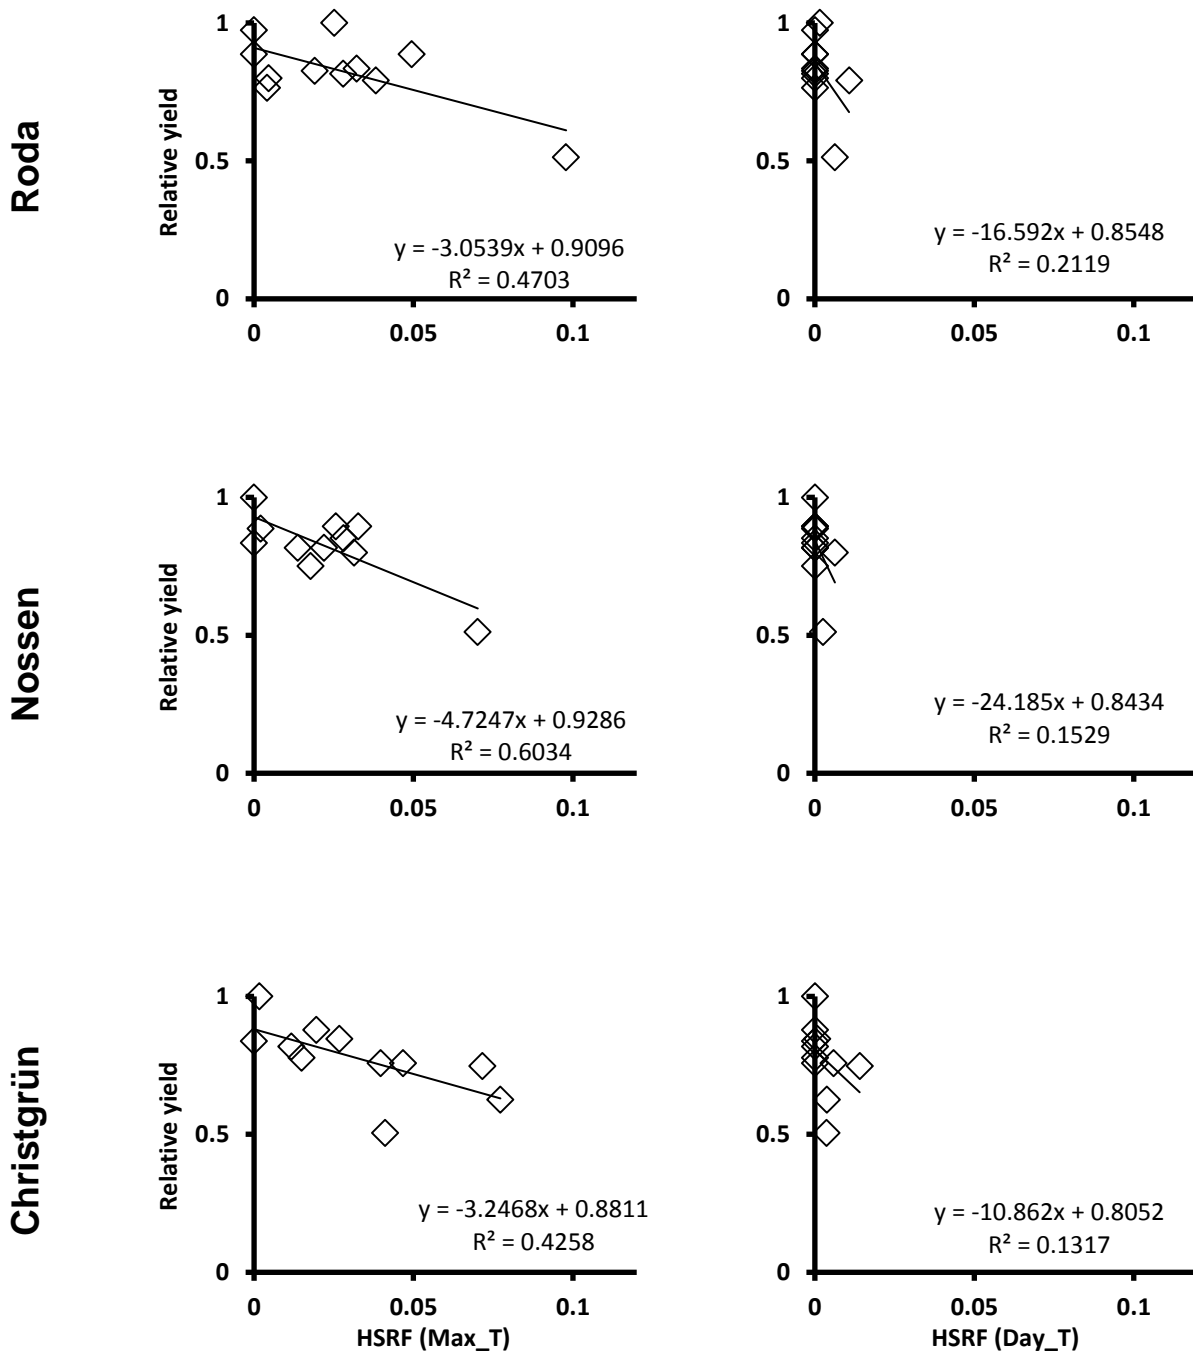 Roda
Relative yield
1
0.5
0
0
0.05
0.1
y = -3.0539x + 0.9096
R² = 0.4703
1
0.5
0
0
0.05
0.1
y = -16.592x + 0.8548
R² = 0.2119
Nossen
Relative yield
1
0.5
0
0
0.05
0.1
y = -4.7247x + 0.9286
R² = 0.6034
1
0.5
0
0
0.05
0.1
y = -24.185x + 0.8434
R² = 0.1529
Christgrün
Relative yield
1
0.5
0
0
0.05
0.1
y = -3.2468x + 0.8811
R² = 0.4258
HSRF (Max_T)
1
0.5
0
0
0.05
0.1
y = -10.862x + 0.8052
R² = 0.1317
HSRF (Day_T)